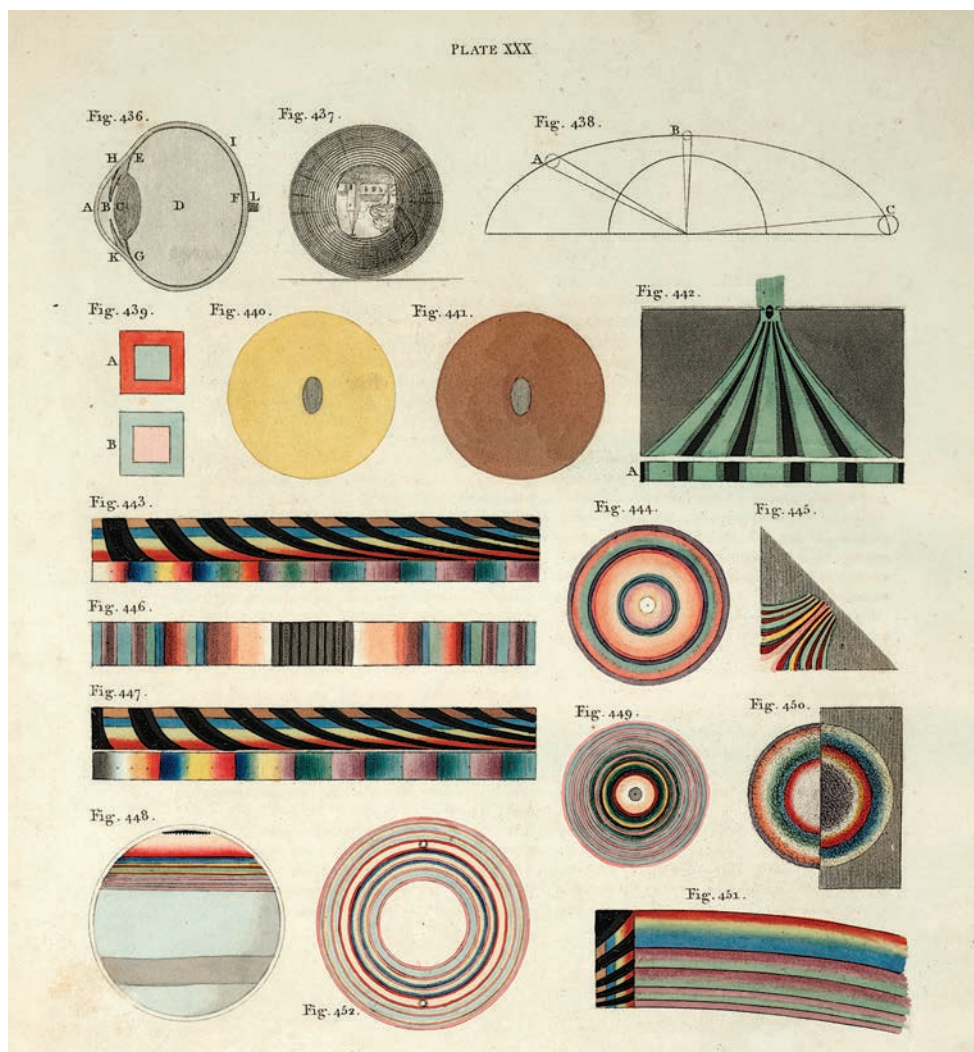 PLATE XXX
Fig. 436.
H E I
A B C D F L
K G
Fig. 437.
Fig. 438.
A B C
Fig. 439.
A
B
Fig. 440.
Fig. 441.
Fig. 442.
A
Fig. 443.
Fig. 444.
Fig. 445.
Fig. 446.
Fig. 447.
Fig. 449.
Fig. 450.
Fig. 448.
Fig. 451.
Fig. 452.